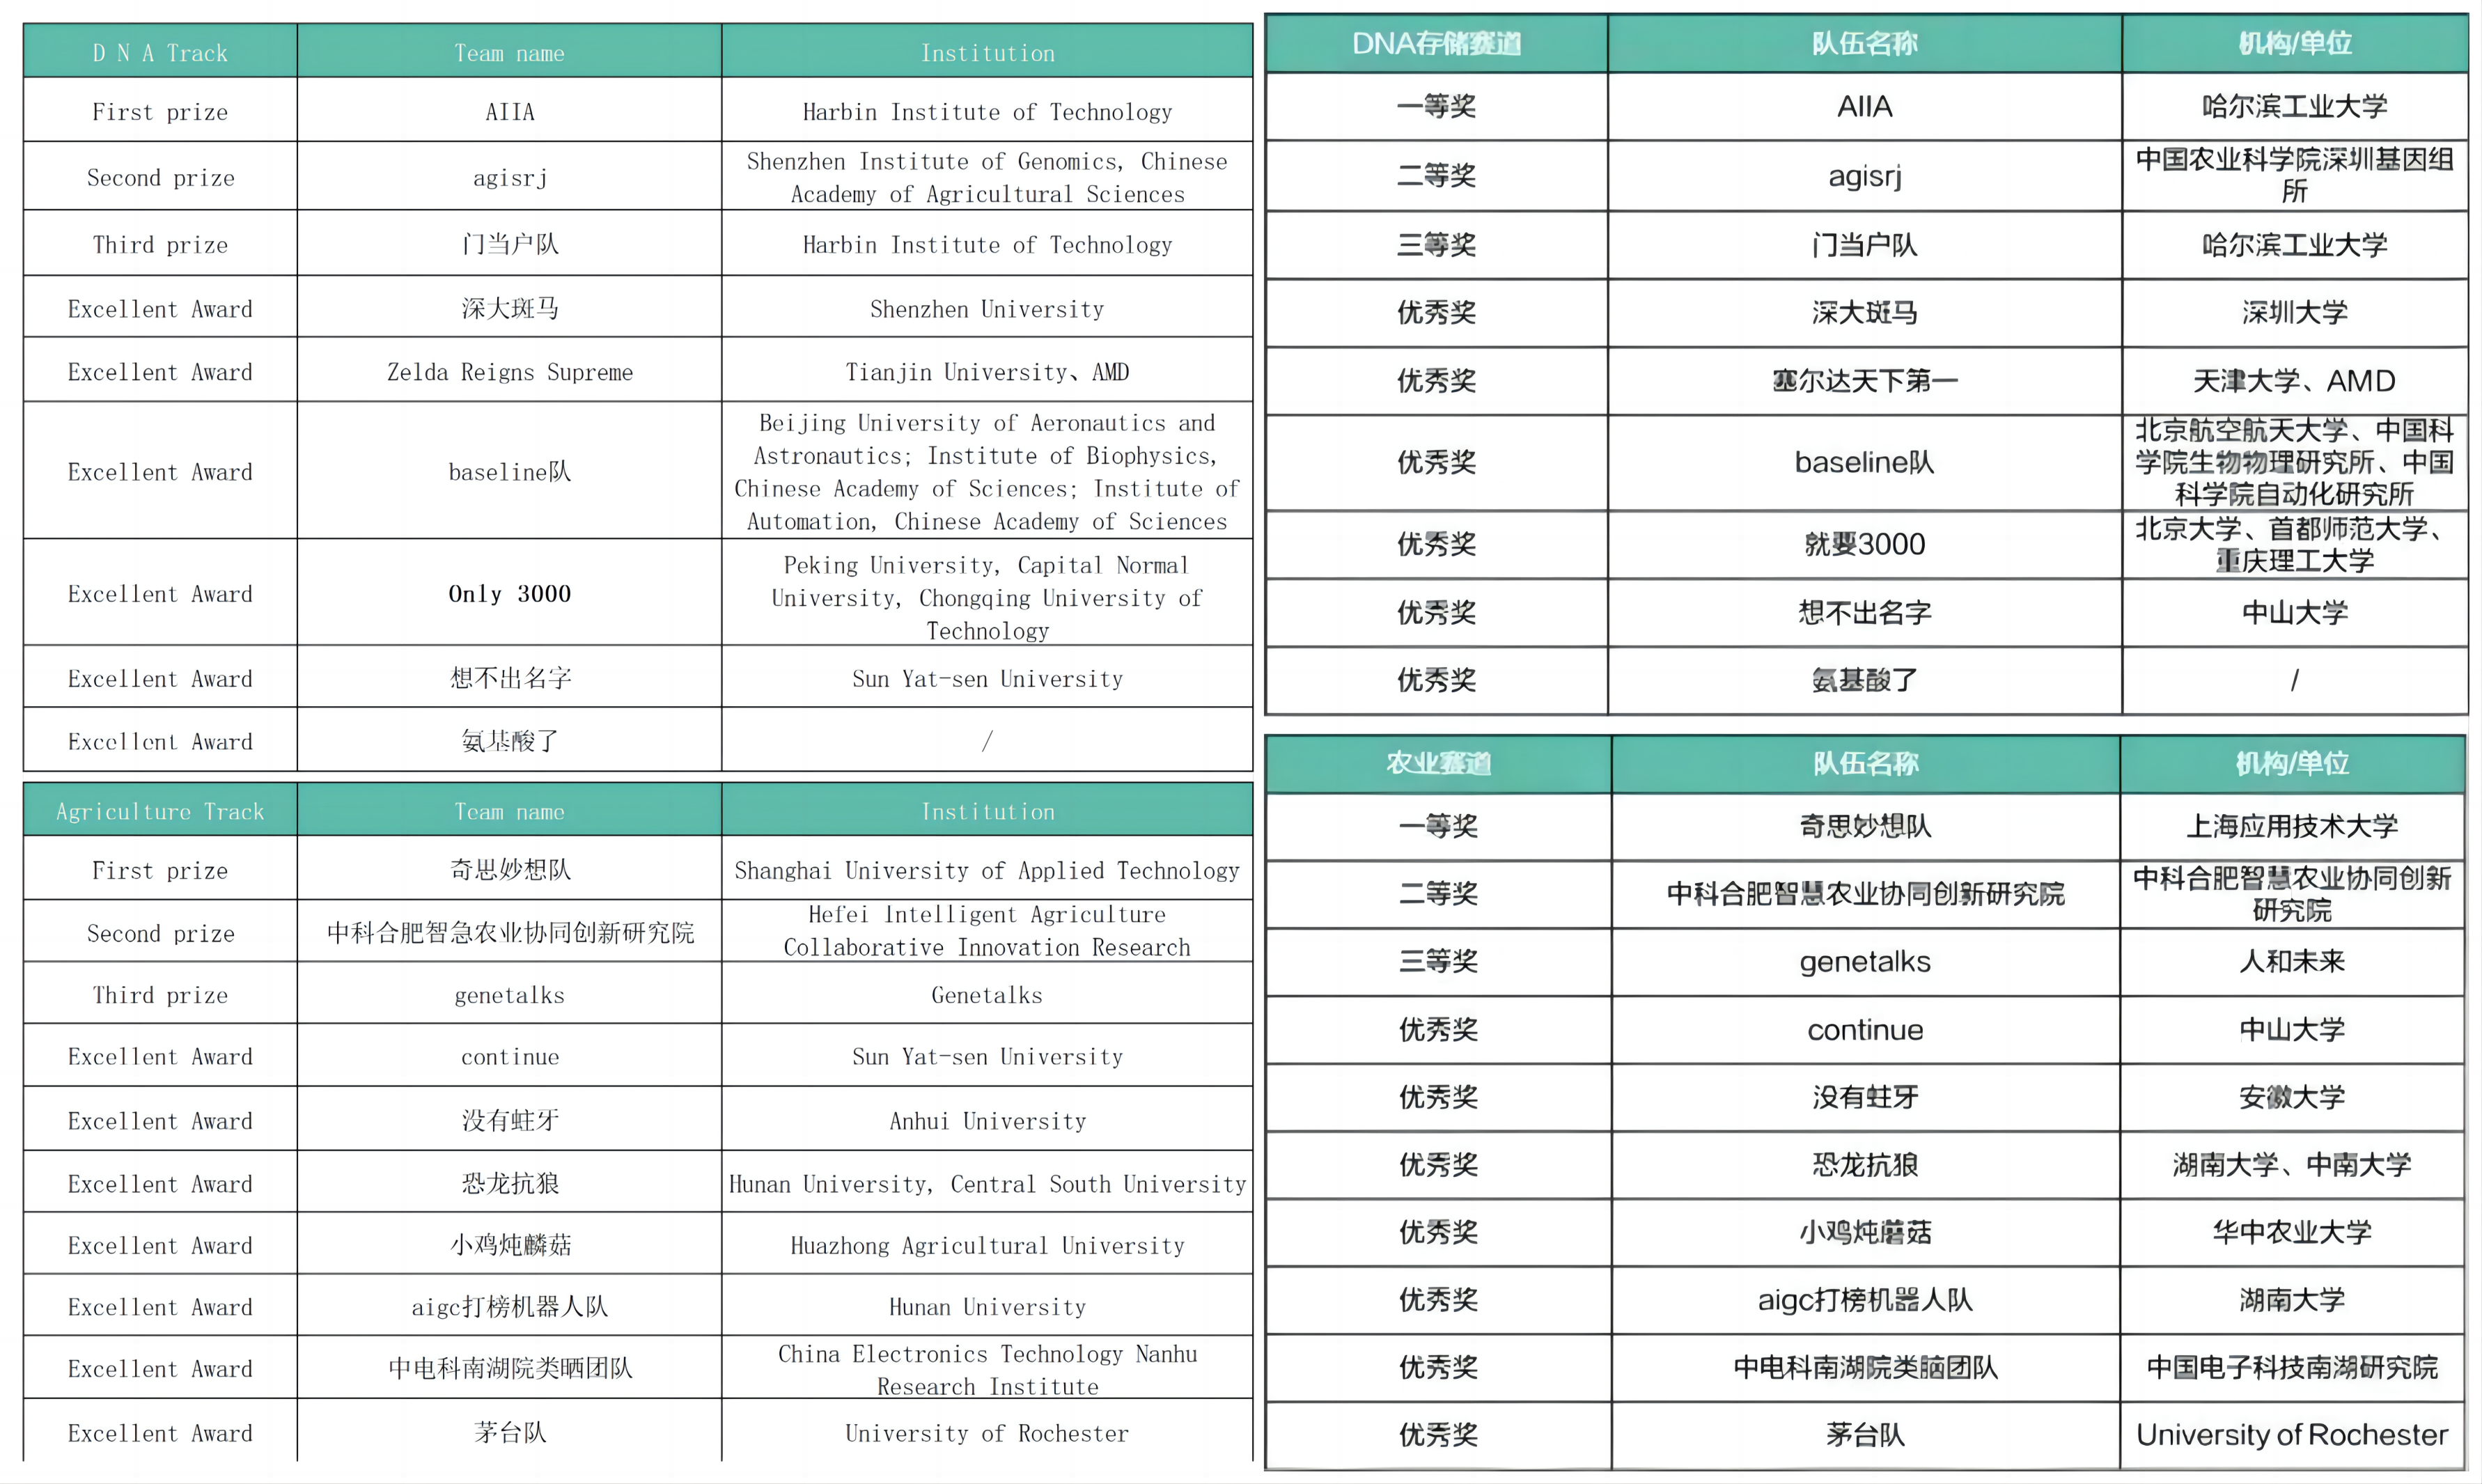 D N A Track Team name Institution
First prize AIIA Harbin Institute of Technology
Second prize agisrj Shenzhen Institute of Genomics, Chinese
Academy of Agricultural Sciences
Third prize 门当户队 Harbin Institute of Technology
Excellent Award 深大斑马 Shenzhen University
Excellent Award Zelda Reigns Supreme Tianjin University、AMD
Excellent Award baseline队 Beijing University of Aeronautics and
Astronautics; Institute of Biophysics,
Chinese Academy of Sciences; Institute of
Automation, Chinese Academy of Sciences
Excellent Award Only 3000 Peking University, Capital Normal
University, Chongqing University of
Technology
Excellent Award 想不出名字 Sun Yat-sen University
Excellent Award 氨基酸了 /
Agriculture Track Team name Institution
First prize 奇思妙想队 Shanghai University of Applied Technology
Second prize 中科合肥智急农业协同创新研究院 Hefei Intelligent Agriculture
Collaborative Innovation Research
Third prize genetalks Genetalks
Excellent Award continue Sun Yat-sen University
Excellent Award 没有蛀牙 Anhui University
Excellent Award 恐龙抗狼 Hunan University, Central South University
Excellent Award 小鸡炖麟菇 Huazhong Agricultural University
Excellent Award aigc打榜机器人队 Hunan University
Excellent Award 中电科南湖院类晒团队 China Electronics Technology Nanhu
Research Institute
Excellent Award 茅台队 University of Rochester
DNA存储赛道 队伍名称 机构/单位
一等奖 AIIA 哈尔滨工业大学
二等奖 agisrj 中国农业科学院深圳基因组
所
三等奖 门当户队 哈尔滨工业大学
优秀奖 深大斑马 深圳大学
优秀奖 塞尔达天下第一 天津大学、AMD
优秀奖 baseline队 北京航空航天大学、中国科
学院生物物理研究所、中国
科学院自动化研究所
优秀奖 就要3000 北京大学、首都师范大学、
重庆理工大学
优秀奖 想不出名字 中山大学
优秀奖 氨基酸了 /
农业赛道 队伍名称 机构/单位
一等奖 奇思妙想队 上海应用技术大学
二等奖 中科合肥智慧农业协同创新研究院 中科合肥智慧农业协同创新
研究院
三等奖 genetalks 人和未来
优秀奖 continue 中山大学
优秀奖 没有蛀牙 安徽大学
优秀奖 恐龙抗狼 湖南大学、中南大学
优秀奖 小鸡炖蘑菇 华中农业大学
优秀奖 aigc打榜机器人队 湖南大学
优秀奖 中电科南湖院类脑团队 中国电子科技南湖研究院
优秀奖 茅台队 University of Rochester